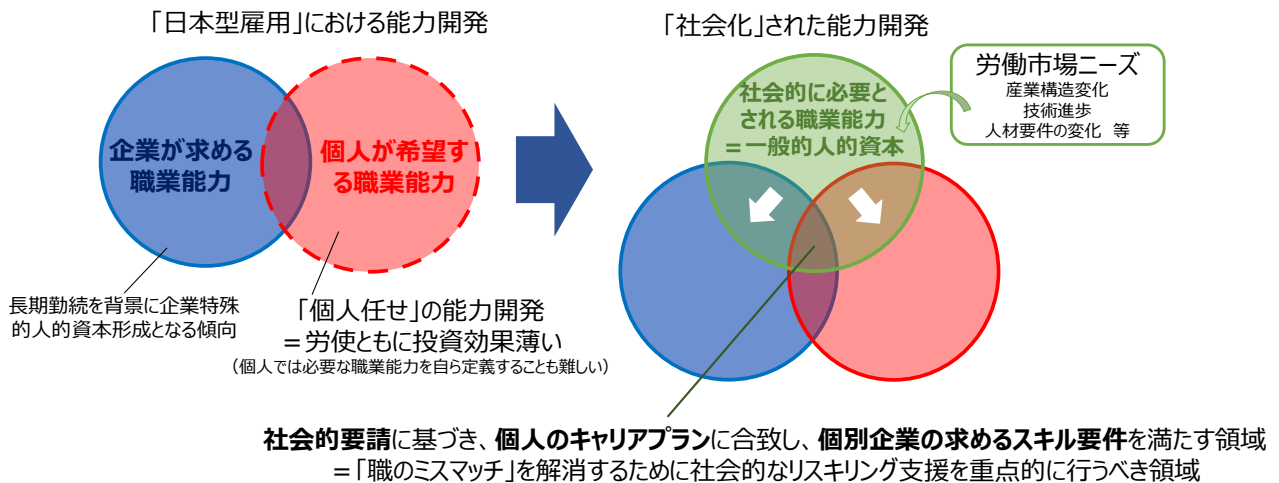 「日本型雇用」における能力開発
企業が求める
職業能力
個人が希望す
る職業能力
長期勤続を背景に企業特殊
的人的資本形成となる傾向
「個人任せ」の能力開発
＝労使ともに投資効果薄い
（個人では必要な職業能力を自ら定義することも難しい）
「社会化」された能力開発
社会的に必要と
される職業能力
＝一般的人的資本
労働市場ニーズ
産業構造変化
技術進歩
人材要件の変化 等
社会的要請に基づき、個人のキャリアプランに合致し、個別企業の求めるスキル要件を満たす領域
＝「職のミスマッチ」を解消するために社会的なリスキリング支援を重点的に行うべき領域